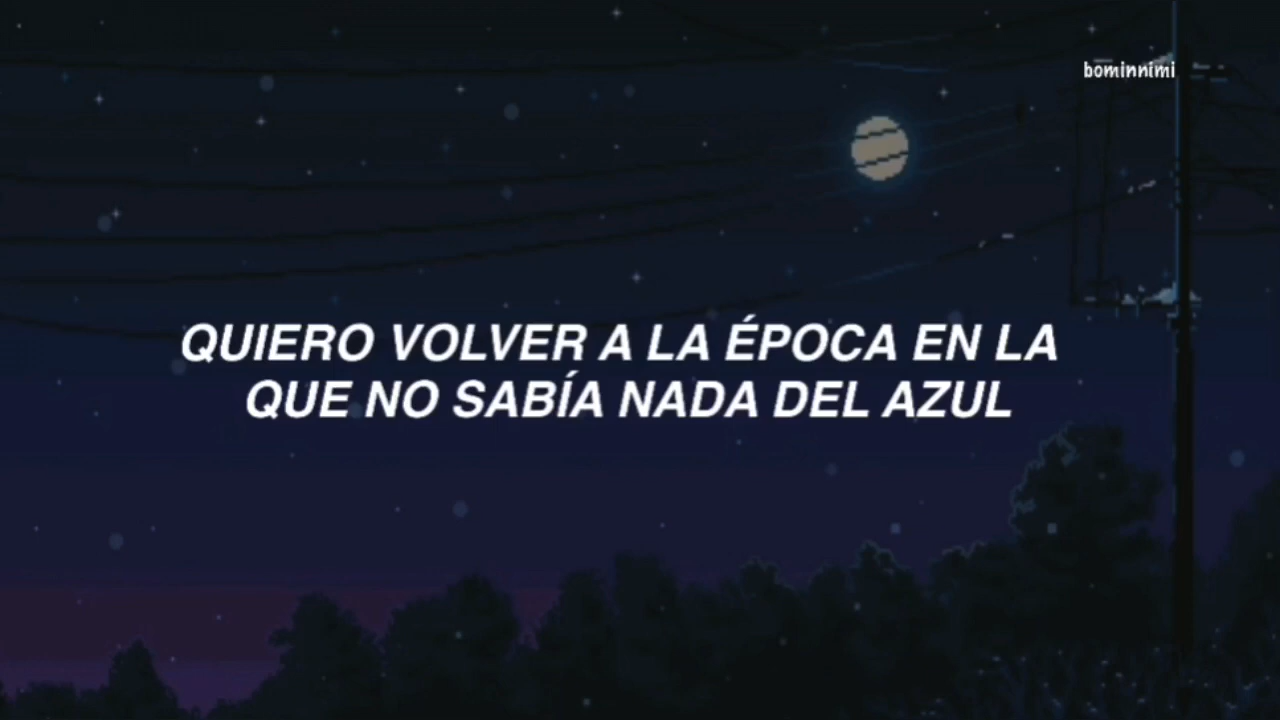 bominnimi
QUIERO VOLVER A LA ÉPOCA EN LA
QUE NO SABÍA NADA DEL AZUL